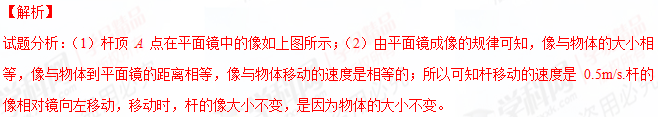 【解析】
试题分析：（1）杆顶 A 点在平面镜中的像如上图所示；（2）由平面镜成像的规律可知，像与物体的大小相
等，像与物体到平面镜的距离相等，像与物体移动的速度是相等的；所以可知杆移动的速度是 0.5m/s.杆的
像相对镜向左移动，移动时，杆的像大小不变，是因为物体的大小不变。